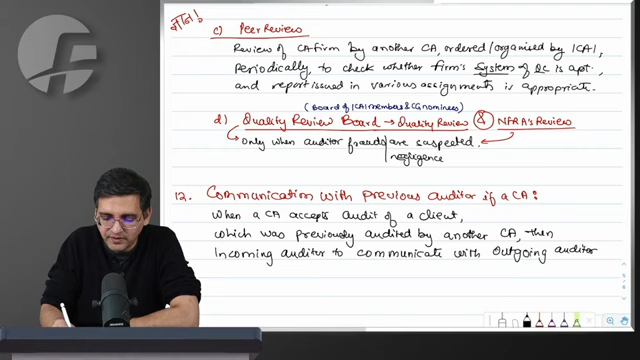 c) Peer Review
Review of CA firm by another CA, ordered/organised by ICAI,
Periodically, to check whether firm's System of QC is apt.
and report issued in various assignments is appropriate.
(Board of ICAI members & CG nominees)
d) Quality Review Board → Quality Review & NFRA's Review
Only when auditor frauds/negligence are suspected.
12. Communication with previous auditor if a CA:
When a CA accepts audit of a client,
which was previously audited by another CA, then
Incoming auditor to communicate with Outgoing auditor